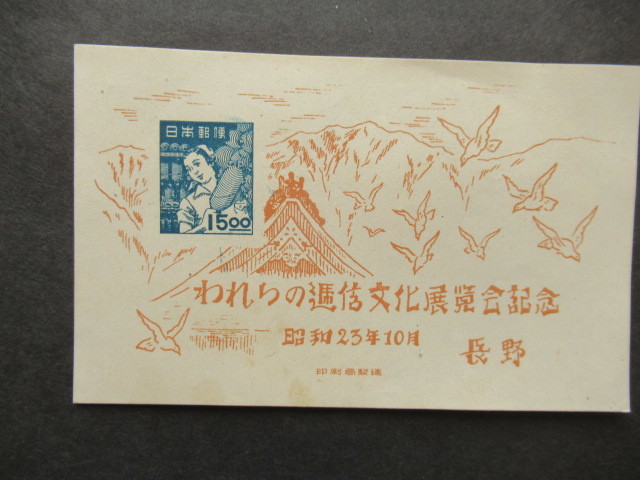 日本郵便
15.00
われらの逓信文化展覧会記念
昭和23年10月
長野
印刷局製造